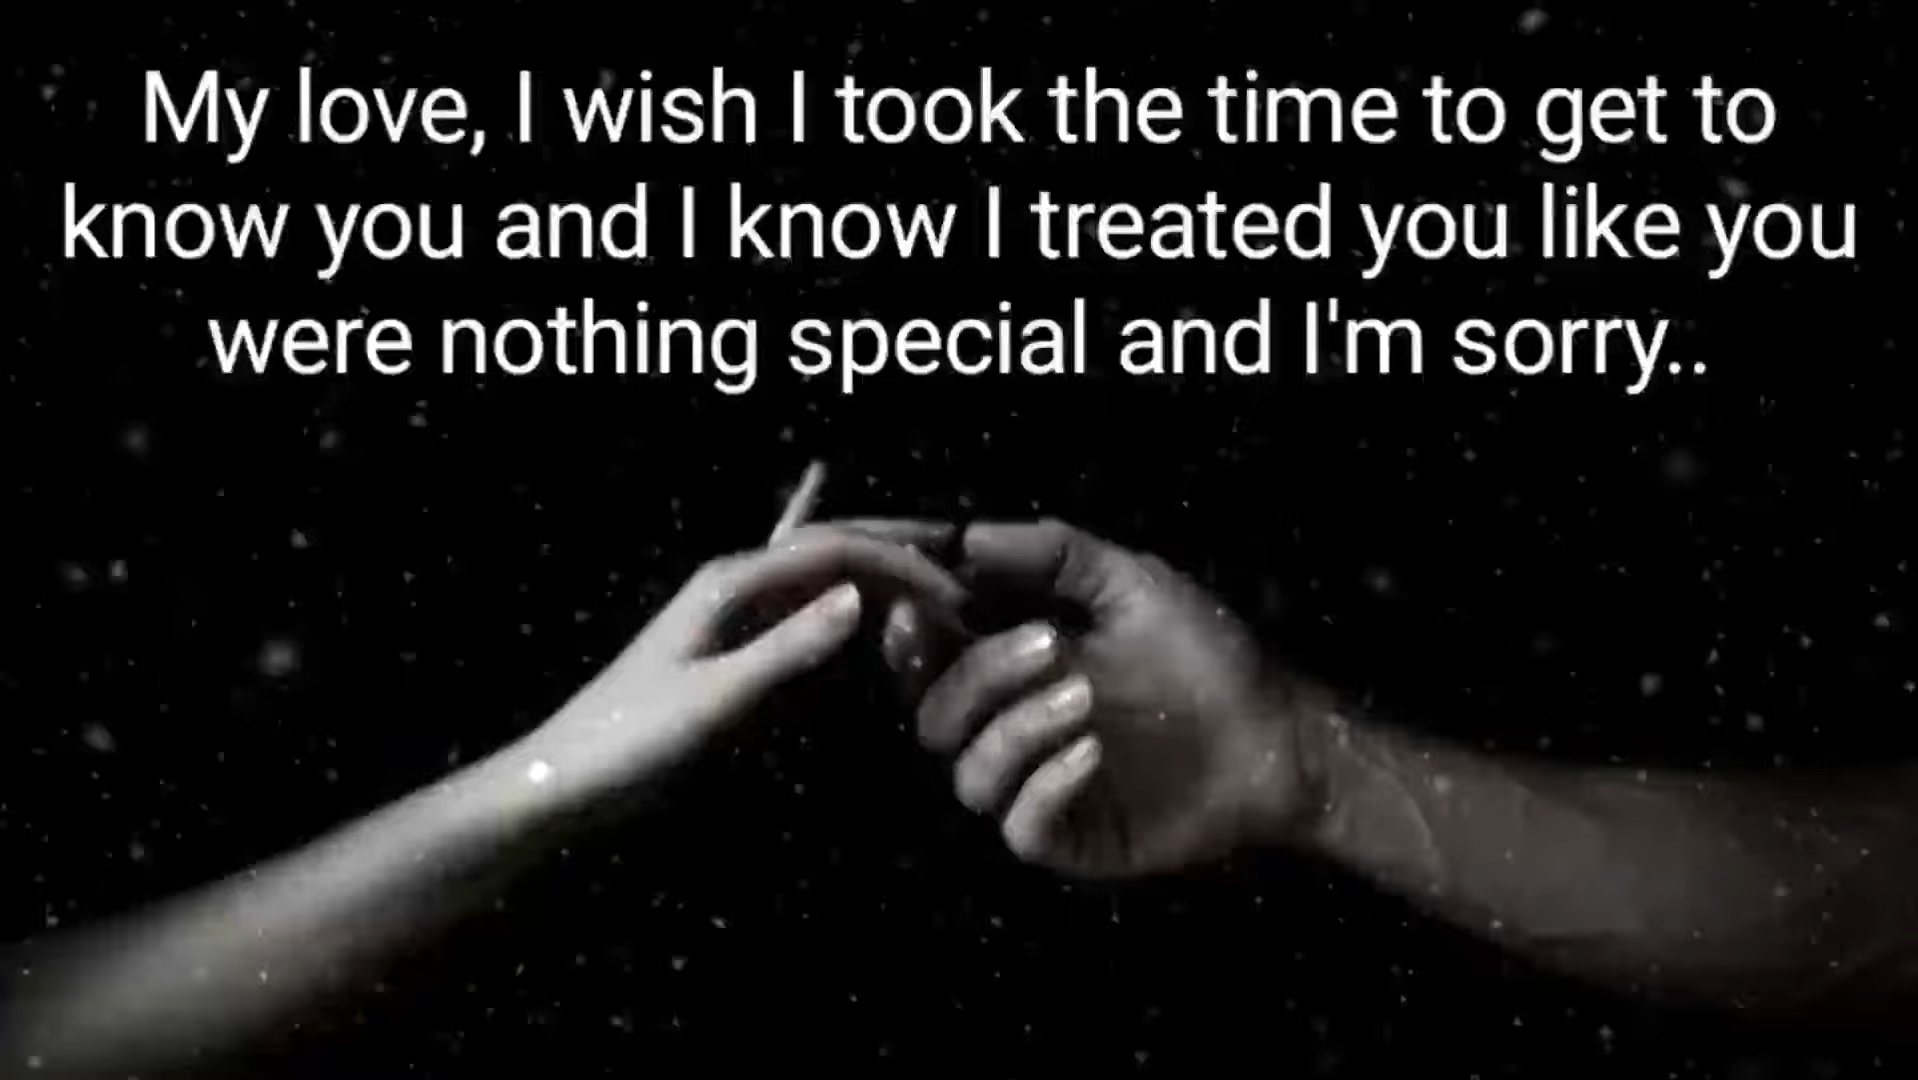 My love, I wish I took the time to get to
know you and I know I treated you like you
were nothing special and I'm sorry..